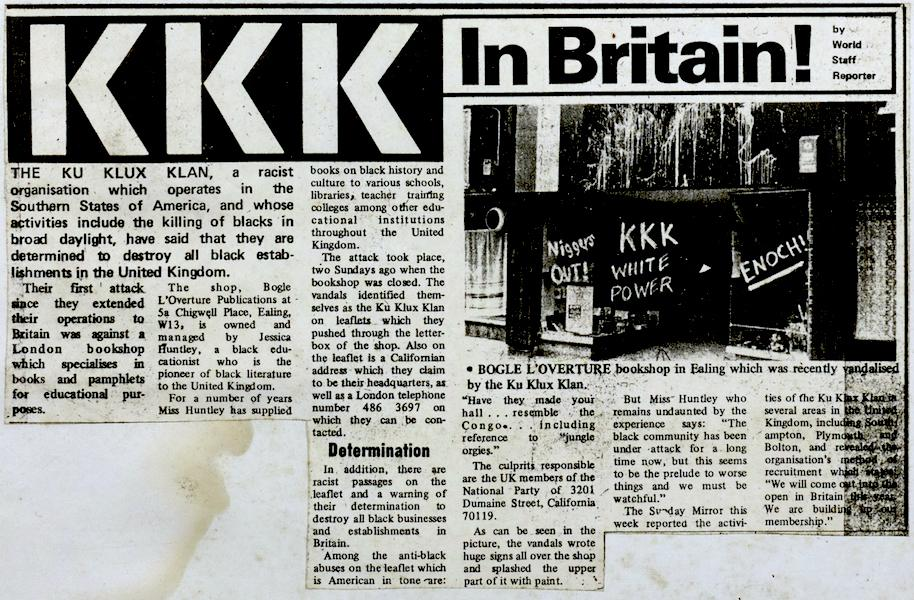 KKK
In Britain!
by
World
Staff
Reporter
THE KU KLUX KLAN, a racist
organisation which operates in the
Southern States of America, and whose
activities include the killing of blacks in
broad daylight, have said that they are
determined to destroy all black estab-
lishments in the United Kingdom.
Their first attack
since they extended
their operations to
Britain was against a
London bookshop
which specialises in
books and pamphlets
for educational pur-
poses.
The shop, Bogle
L'Overture Publications at
5a Chigwell Place, Ealing,
W13, is owned and
managed by Jessica
Huntley, a black edu-
cationist who is the
pioneer of black literature
to the United Kingdom.
For a number of years
Miss Huntley has supplied
books on black history and
culture to various schools,
libraries, teacher training
colleges among other edu-
cational institutions
throughout the United
Kingdom.
The attack took place,
two Sundays ago when the
bookshop was closed. The
vandals identified them-
selves as the Ku Klux Klan
on leaflets which they
pushed through the letter-
box of the shop. Also on
the leaflet is a Californian
address which they claim
to be their headquarters, as
well as a London telephone
number 486 3697 on
which they can be con-
tacted.
Determination
In addition, there are
racist passages on the
leaflet and a warning of
their determination to
destroy all black businesses
and establishments in
Britain.
Among the anti-black
abuses on the leaflet which
is American in tone are:
Niggers
OUT!
KKK
WHITE
POWER
ENOCH!
• BOGLE L'OVERTURE bookshop in Ealing which was recently vandalised
by the Ku Klux Klan.
"Have they made your
hall . . . resemble the
Congo. . . including
reference to "jungle
orgies."
The culprits responsible
are the UK members of the
National Party of 3201
Dumaine Street, California
70119.
As can be seen in the
picture, the vandals wrote
huge signs all over the shop
and splashed the upper
part of it with paint.
But Miss Huntley who
remains undaunted by the
experience says: "The
black community has been
under attack for a long
time now, but this seems
to be the prelude to worse
things and we must be
watchful."
The Sunday Mirror this
week reported the activi-
ties of the Ku Klux Klan in
several areas in the United
Kingdom, including South-
ampton, Plymouth and
Bolton, and revealed the
organisation's method of
recruitment which states:
"We will come out into the
open in Britain this year.
We are building up our
membership."